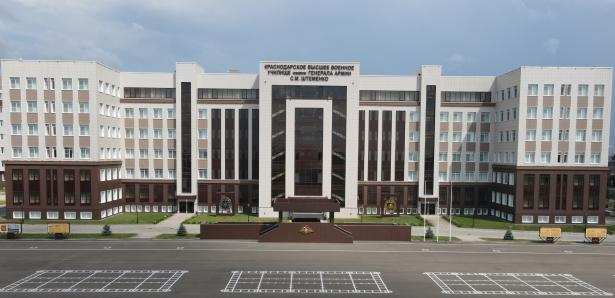 КРАСНОДАРСКОЕ ВЫСШЕЕ ВОЕННОЕ
УЧИЛИЩЕ имени ГЕНЕРАЛА АРМИИ
С.М. ШТЕМЕНКО